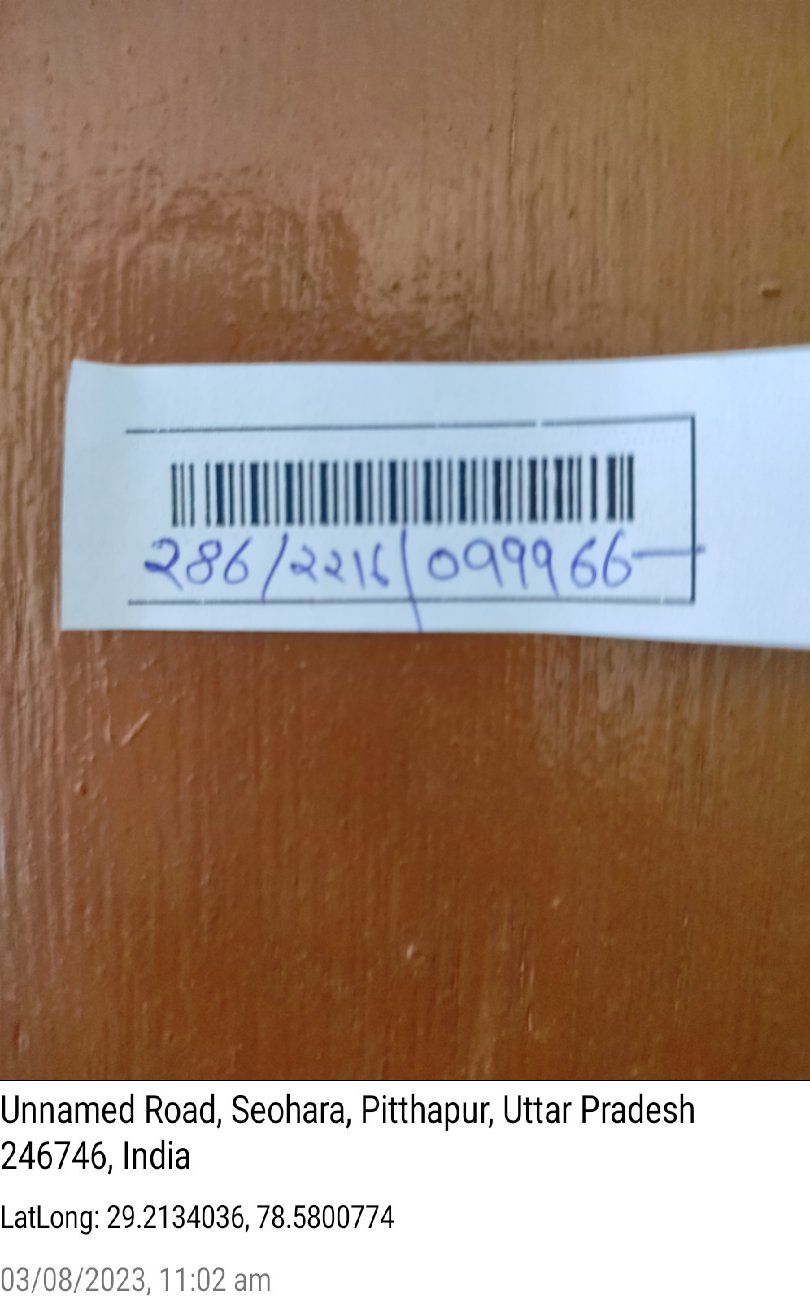 286/2216/099966
Unnamed Road, Seohara, Pitthapur, Uttar Pradesh
246746, India
LatLong: 29.2134036, 78.5800774
03/08/2023, 11:02 am